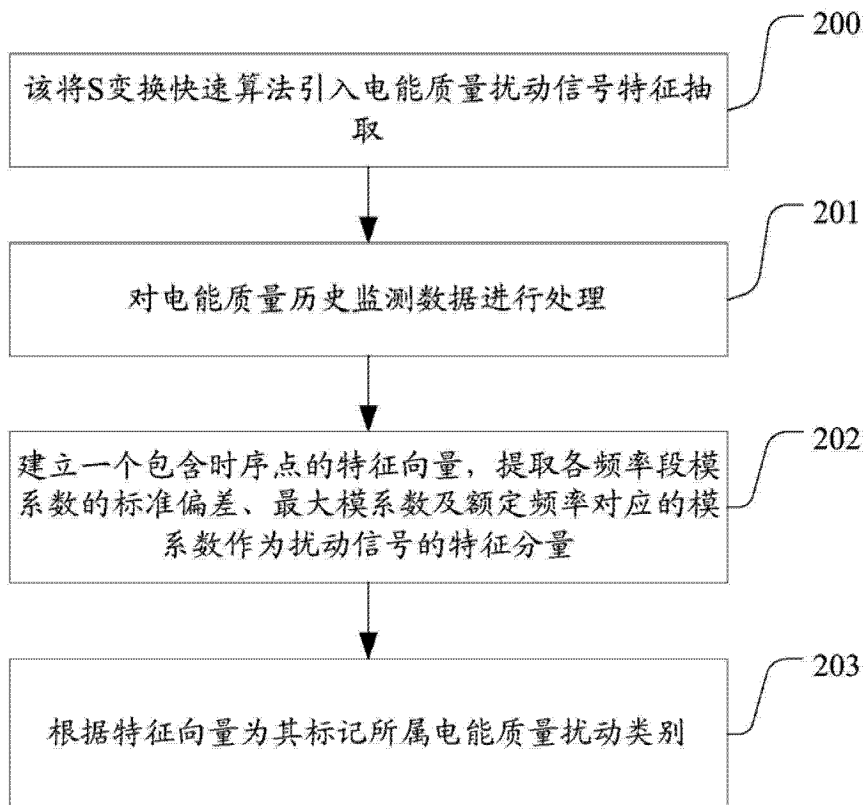 200
该将S变换快速算法引入电能质量扰动信号特征抽
取
201
对电能质量历史监测数据进行处理
202
建立一个包含时序点的特征向量，提取各频率段模
系数的标准偏差、最大模系数及额定频率对应的模
系数作为扰动信号的特征分量
203
根据特征向量为其标记所属电能质量扰动类别